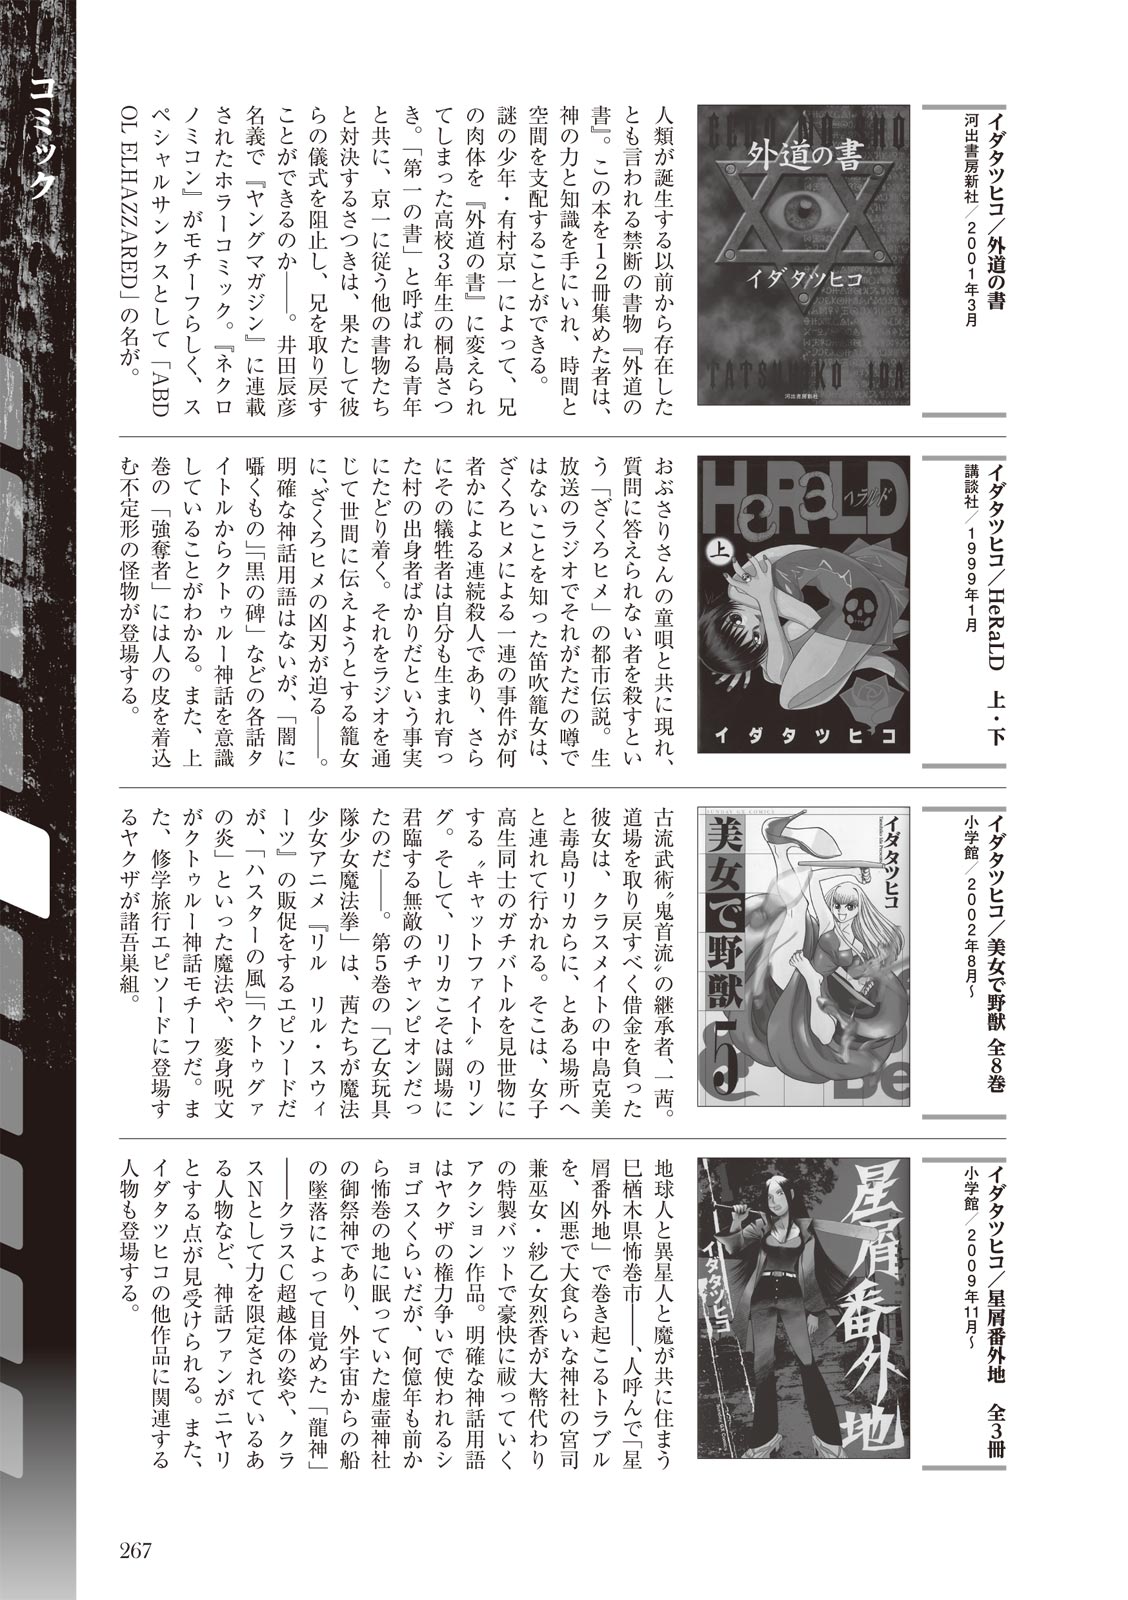 コミック
イダタツヒコ／外道の書
河出書房新社／2001年3月
外道の書
イダタツヒコ
TATSUHIKO IDA
河出書房新社
人類が誕生する以前から存在した
とも言われる禁断の書物『外道の
書』。この本を12冊集めた者は、
神の力と知識を手にいれ、時間と
空間を支配することができる。
謎の少年・有村京一によって、兄
の肉体を『外道の書』に変えられ
てしまった高校3年生の桐島さつ
き。「第一の書」と呼ばれる青年
と共に、京一に従う他の書物たち
と対決するさつきは、果たして彼
らの儀式を阻止し、兄を取り戻す
ことができるのか――。井田辰彦
名義で『ヤングマガジン』に連載
されたホラーコミック。『ネクロ
ノミコン』がモチーフらしく、ス
ペシャルサンクスとして「ABD
OL ELHAZZARED」の名が。
イダタツヒコ／HeRaLD　上・下
講談社／1999年1月
HeRaLD
ヘラルド
上
イダタツヒコ
おぶさりさんの童唄と共に現れ、
質問に答えられない者を殺すとい
う「ざくろヒメ」の都市伝説。生
放送のラジオでそれがただの噂で
はないことを知った笛吹籠女は、
ざくろヒメによる一連の事件が何
者かによる連続殺人であり、さら
にその犠牲者は自分も生まれ育っ
た村の出身者ばかりだという事実
にたどり着く。それをラジオを通
じて世間に伝えようとする籠女
に、ざくろヒメの凶刃が迫る――。
明確な神話用語はないが、「闇に
囁くもの」「黒の碑」などの各話タ
イトルからクトゥルー神話を意識
していることがわかる。また、上
巻の「強奪者」には人の皮を着込
む不定形の怪物が登場する。
イダタツヒコ／美女で野獣 全8巻
小学館／2002年8月～
SUNDAY GX COMICS
イダタツヒコ
美女で野獣
5
Be
古流武術〝鬼首流〟の継承者、一茜。
道場を取り戻すべく借金を負った
彼女は、クラスメイトの中島克美
と毒島リリカらに、とある場所へ
と連れて行かれる。そこは、女子
高生同士のガチバトルを見世物に
する〝キャットファイト〟のリン
グ。そして、リリカこそは闘場に
君臨する無敵のチャンピオンだっ
たのだ――。第5巻の「乙女玩具
隊少女魔法拳」は、茜たちが魔法
少女アニメ『リル　リル・スウィ
ーツ』の販促をするエピソードだ
が、「ハスターの風」「クトゥグァ
の炎」といった魔法や、変身呪文
がクトゥルー神話モチーフだ。ま
た、修学旅行エピソードに登場す
るヤクザが諸吾巣組。
イダタツヒコ／星屑番外地　全3冊
小学館／2009年11月～
星屑番外地
イダタツヒコ
地球人と異星人と魔が共に住まう
巳楢木県怖巻市――、人呼んで「星
屑番外地」で巻き起こるトラブル
を、凶悪で大食らいな神社の宮司
兼巫女・紗乙女烈香が大幣代わり
の特製バットで豪快に祓っていく
アクション作品。明確な神話用語
はヤクザの権力争いで使われるシ
ョゴスくらいだが、何億年も前か
ら怖巻の地に眠っていた虚壺神社
の御祭神であり、外宇宙からの船
の墜落によって目覚めた「龍神」
――クラスC超越体の姿や、クラ
スNとして力を限定されているあ
る人物など、神話ファンがニヤリ
とする点が見受けられる。また、
イダタツヒコの他作品に関連する
人物も登場する。
267